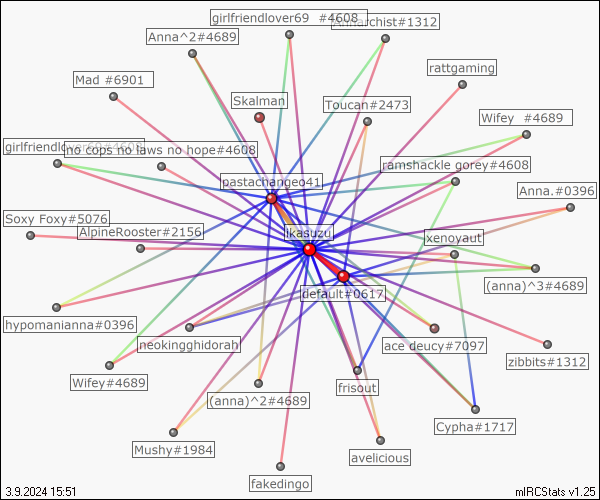 girlfriendlover69 #4608
Annarchist#1312
Anna^2#4689
rattgaming
Mad #6901
Skalman
Toucan#2473
Wifey #4689
girlfriendlover69#4608
no cops no laws no hope#4608
ramshackle gorey#4608
pastachangeo41
Anna.#0396
Soxy Foxy#5076
AlpineRooster#2156
ikasuzu
xenoyaut
(anna)^3#4689
default#0617
hypomanianna#0396
neokingghidorah
ace deucy#7097
zibbits#1312
Wifey#4689
frisout
(anna)^2#4689
Cypha#1717
Mushy#1984
avelicious
fakedingo
3.9.2024 15:51
mIRCStats v1.25